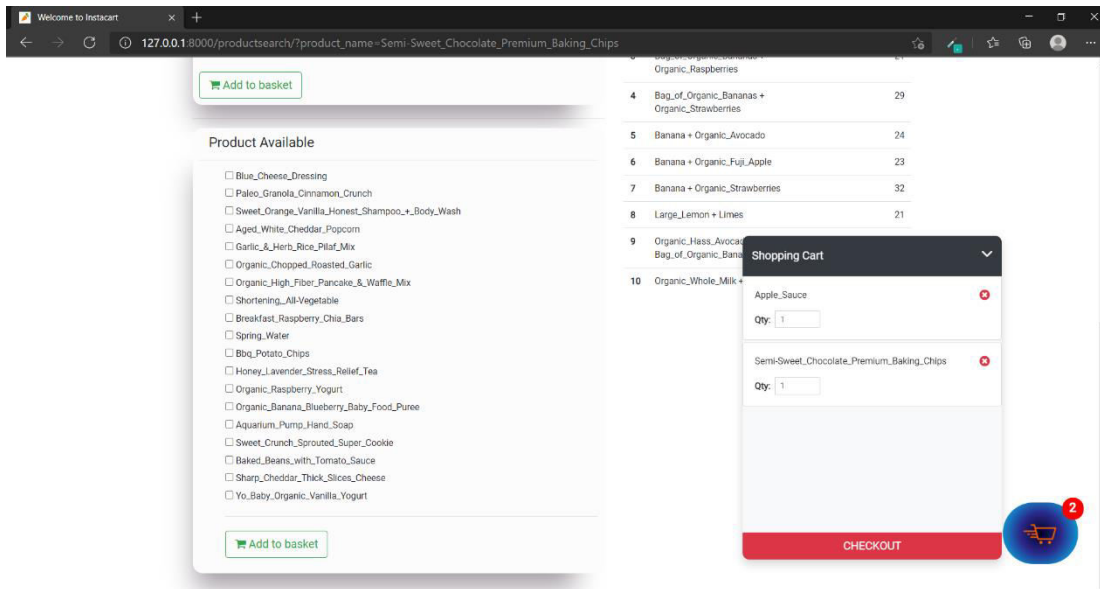 Welcome to Instacart
127.0.0.1:8000/productsearch/?product_name=Semi-Sweet_Chocolate_Premium_Baking_Chips
Add to basket
Product Available
Blue_Cheese_Dressing
Paleo_Granola_Cinnamon_Crunch
Sweet_Orange_Vanilla_Honest_Shampoo_+_Body_Wash
Aged_White_Cheddar_Popcorn
Garlic_&_Herb_Rice_Pilaf_Mix
Organic_Chopped_Roasted_Garlic
Organic_High_Fiber_Pancake_&_Waffle_Mix
Shortening,_All-Vegetable
Breakfast_Raspberry_Chia_Bars
Spring_Water
Bbq_Potato_Chips
Honey_Lavender_Stress_Relief_Tea
Organic_Raspberry_Yogurt
Organic_Banana_Blueberry_Baby_Food_Puree
Aquarium_Pump_Hand_Soap
Sweet_Crunch_Sprouted_Super_Cookie
Baked_Beans_with_Tomato_Sauce
Sharp_Cheddar_Thick_Slices_Cheese
Yo_Baby_Organic_Vanilla_Yogurt
Add to basket
Organic_Raspberries
4 Bag_of_Organic_Bananas + 29
Organic_Strawberries
5 Banana + Organic_Avocado 24
6 Banana + Organic_Fuji_Apple 23
7 Banana + Organic_Strawberries 32
8 Large_Lemon + Limes 21
9 Organic_Hass_Avocad
Bag_of_Organic_Bana
10 Organic_Whole_Milk +
Shopping Cart
Apple_Sauce
Qty: 1
Semi-Sweet_Chocolate_Premium_Baking_Chips
Qty: 1
CHECKOUT
2